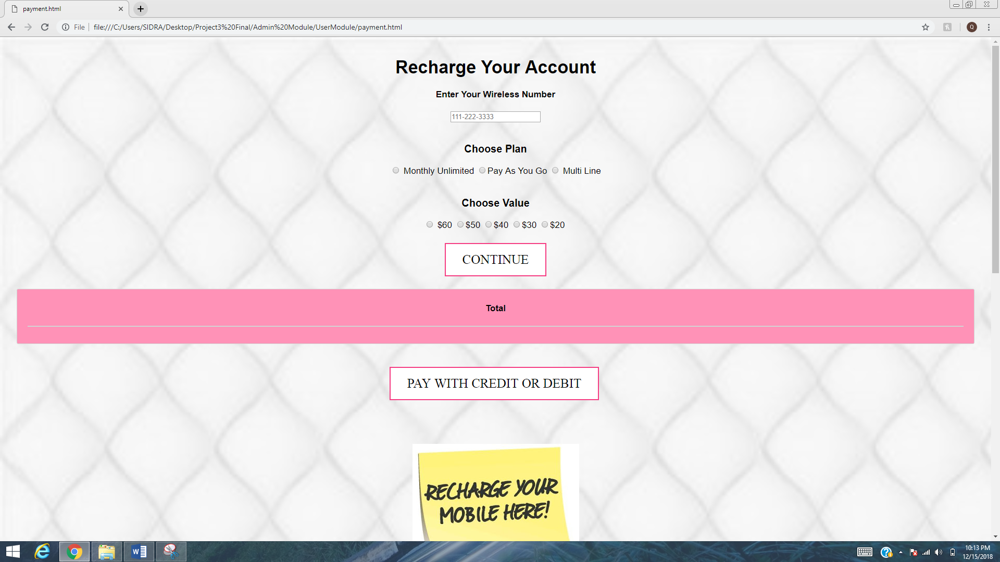 payment.html
File
file:///C:/Users/SIDRA/Desktop/Project3%20Final/Admin%20Module/UserModule/payment.html
Q
Recharge Your Account
Enter Your Wireless Number
111-222-3333
Choose Plan
Monthly Unlimited Pay As You Go Multi Line
Choose Value
$60 $50 $40 $30 $20
CONTINUE
Total
PAY WITH CREDIT OR DEBIT
RECHARGE YOUR
MOBILE HERE!
10:13 PM
12/15/2018